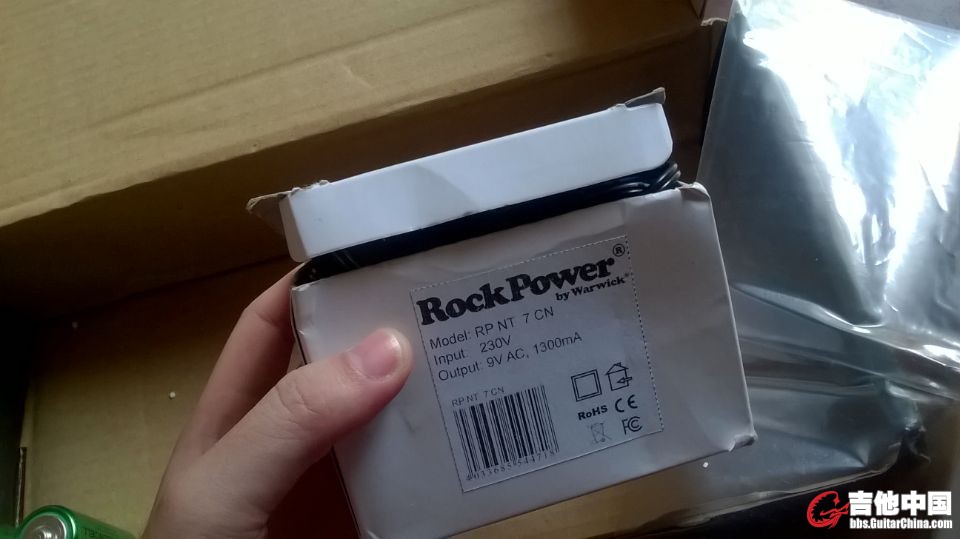 RockPower®
by Warwick®
Model: RP NT 7 CN
Input: 230V
Output: 9V AC, 1300mA
RP NT 7 CN
RoHS CE
FC
吉他中国
bbs.GuitarChina.com